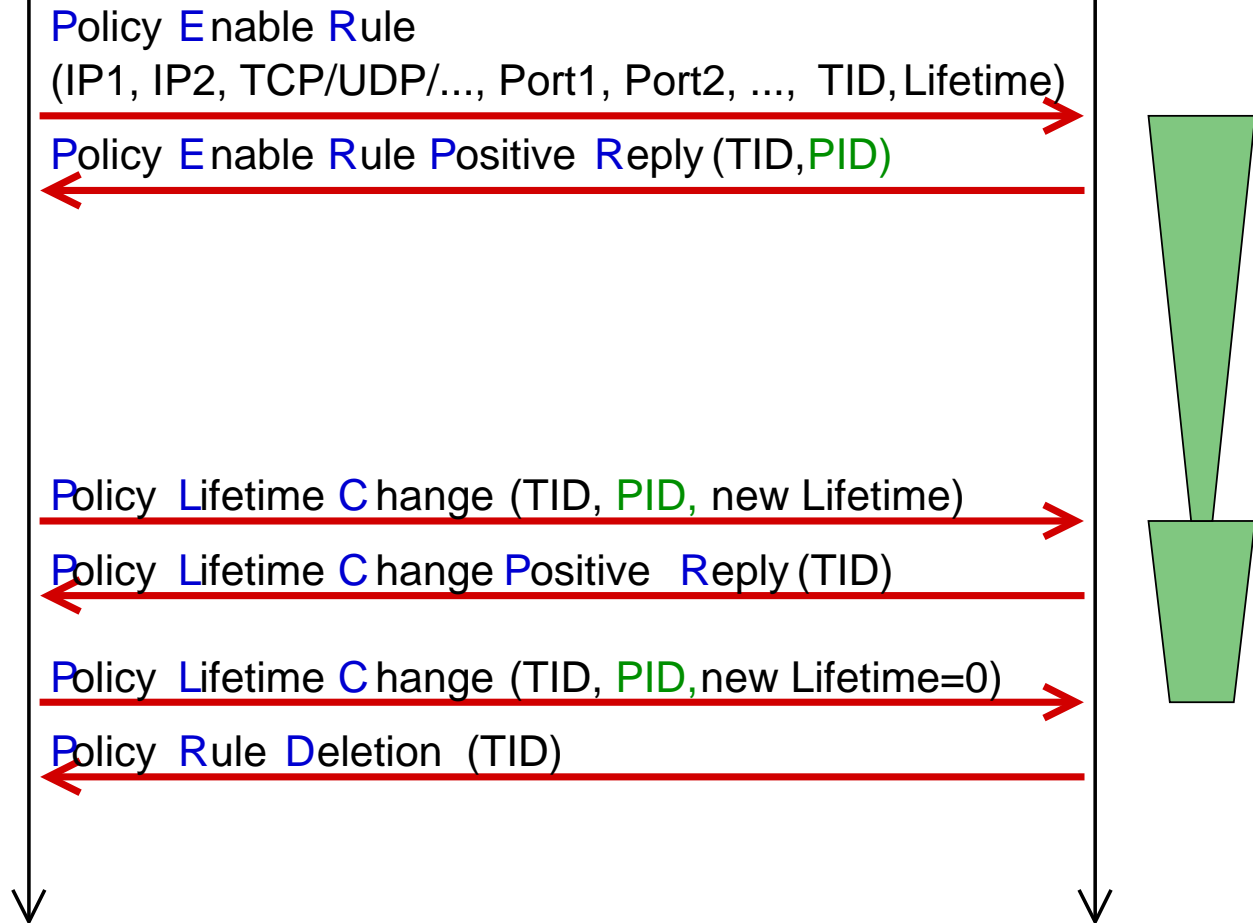 Policy Enable Rule
(IP1, IP2, TCP/UDP/..., Port1, Port2, ..., TID, Lifetime)
Policy Enable Rule Positive Reply (TID, PID)
Policy Lifetime Change (TID, PID, new Lifetime)
Policy Lifetime Change Positive Reply (TID)
Policy Lifetime Change (TID, PID, new Lifetime=0)
Policy Rule Deletion (TID)